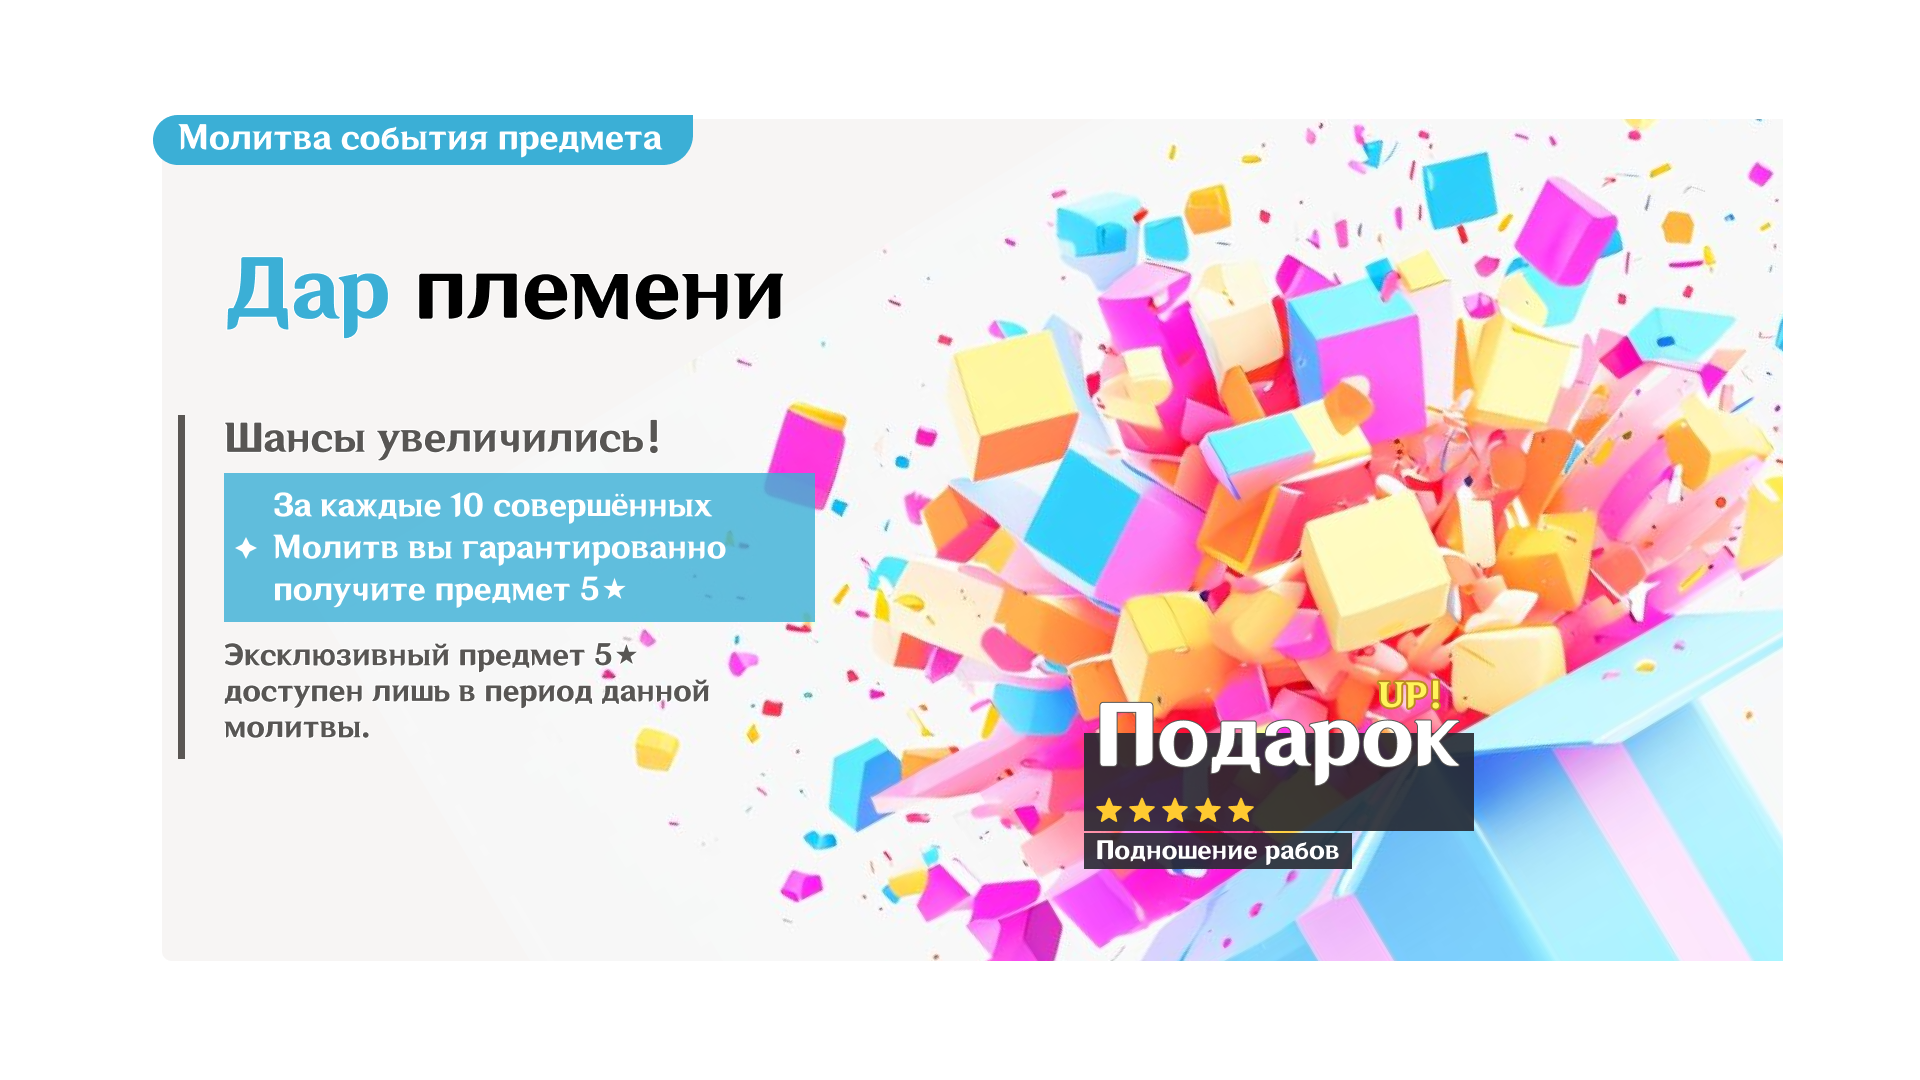 Молитва события предмета
Дар племени
Шансы увеличились!
За каждые 10 совершённых
✦ Молитв вы гарантированно
получите предмет 5★
Эксклюзивный предмет 5★
доступен лишь в период данной
молитвы.
UP!
Подарок
★★★★★
Подношение рабов